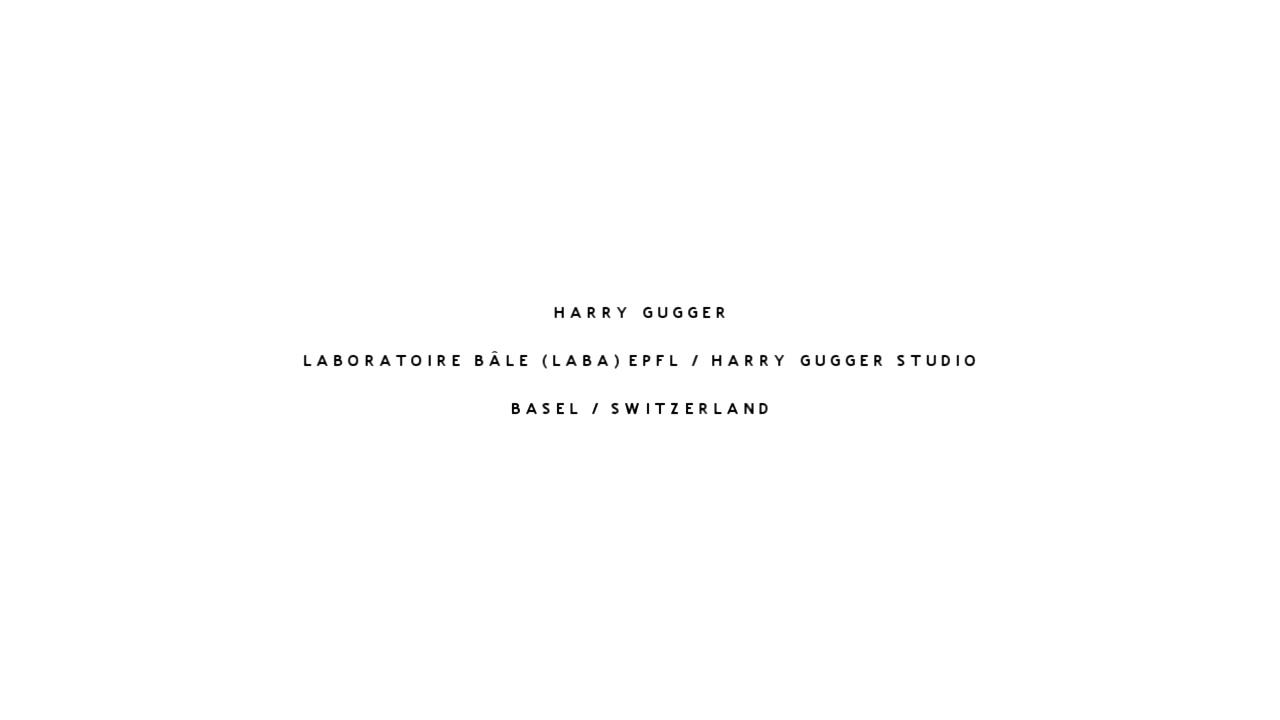 HARRY GUGGER
LABORATOIRE BÂLE (LABA) EPFL / HARRY GUGGER STUDIO
BASEL / SWITZERLAND